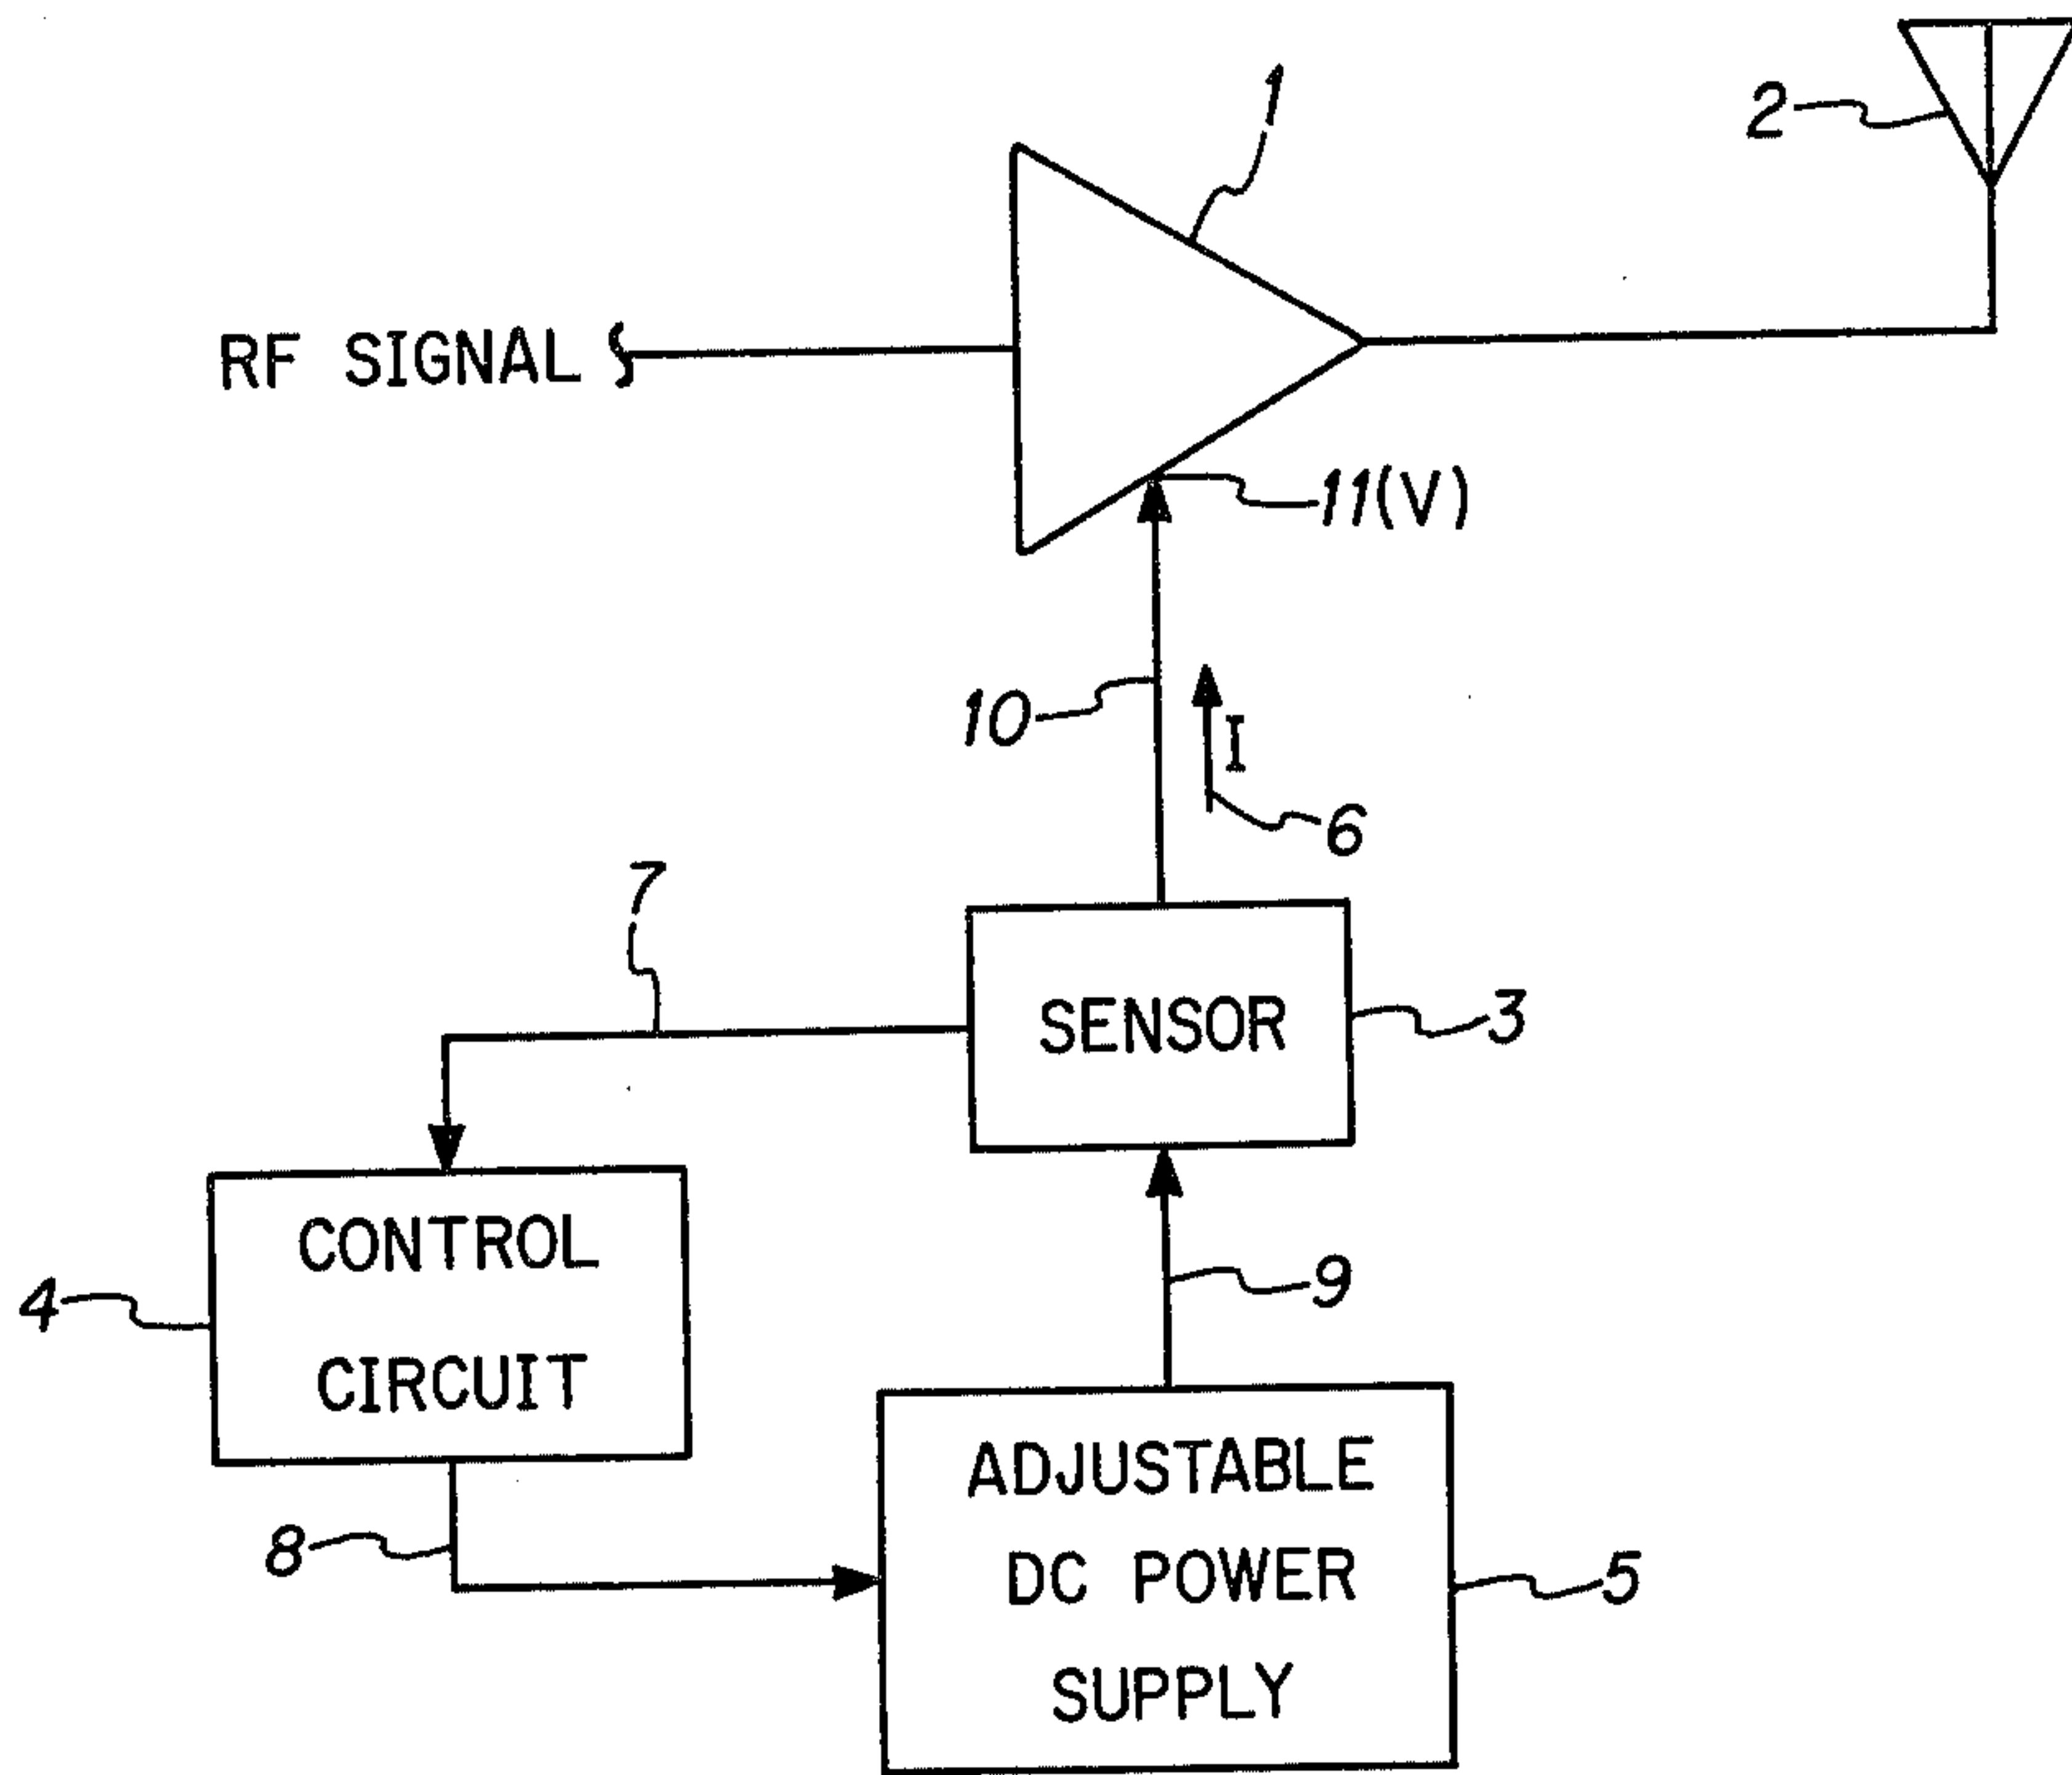 1
2
RF SIGNAL
11(V)
10
I
6
7
SENSOR
3
CONTROL
CIRCUIT
4
9
ADJUSTABLE
DC POWER
SUPPLY
8
5